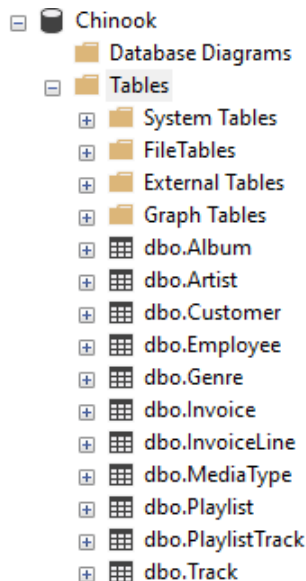 Chinook
Database Diagrams
Tables
System Tables
FileTables
External Tables
Graph Tables
dbo.Album
dbo.Artist
dbo.Customer
dbo.Employee
dbo.Genre
dbo.Invoice
dbo.InvoiceLine
dbo.MediaType
dbo.Playlist
dbo.PlaylistTrack
dbo.Track